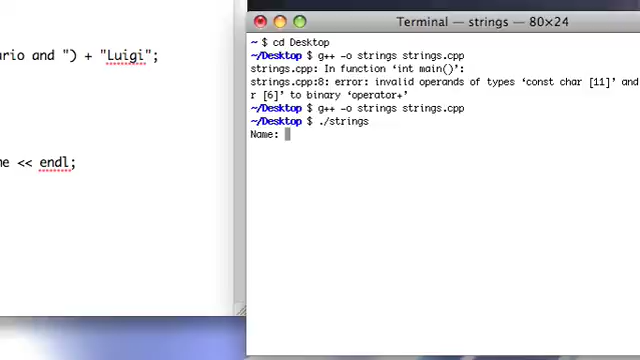 ario and ") + "Luigi";
me << endl;
Terminal — strings — 80×24
~ $ cd Desktop
~/Desktop $ g++ -o strings strings.cpp
strings.cpp: In function ‘int main()’:
strings.cpp:8: error: invalid operands of types ‘const char [11]’ and
r [6]’ to binary ‘operator+’
~/Desktop $ g++ -o strings strings.cpp
~/Desktop $ ./strings
Name: